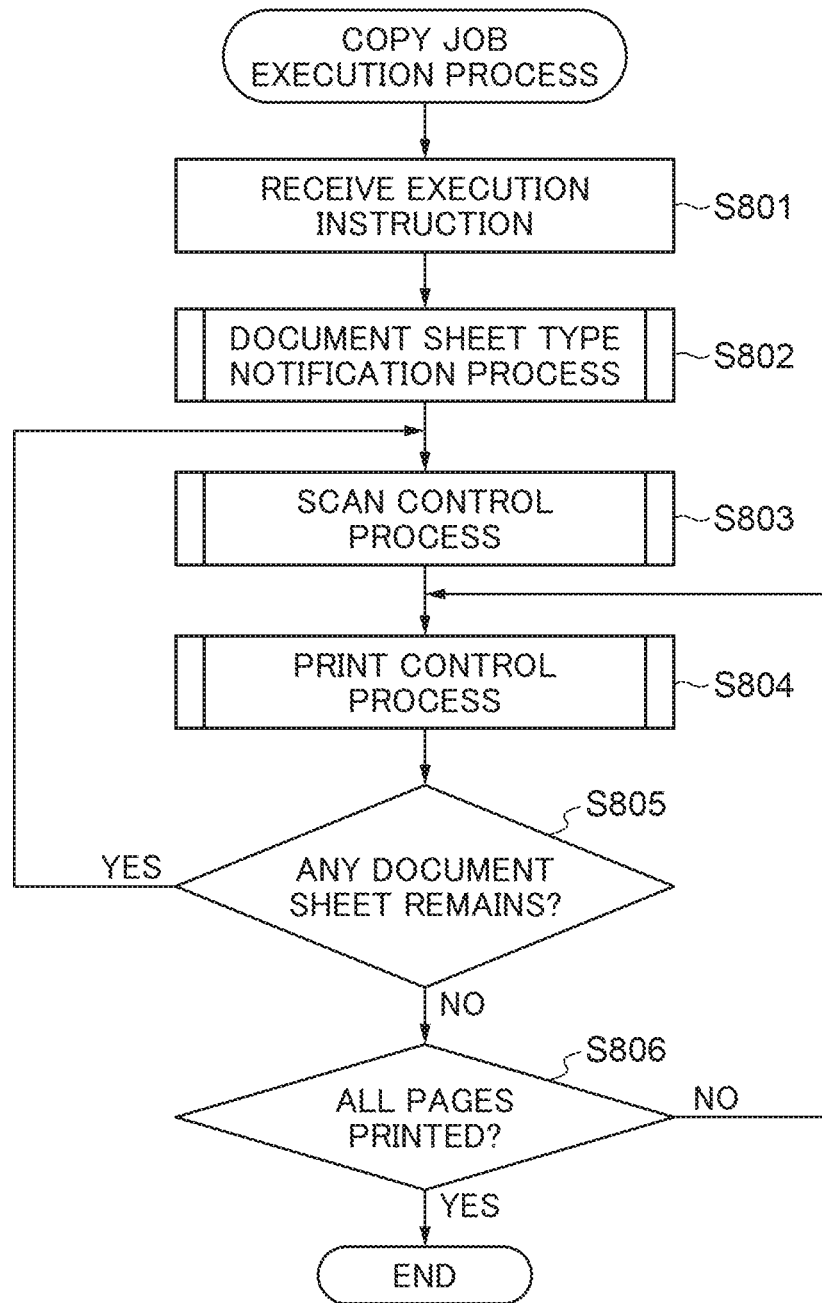 COPY JOB
EXECUTION PROCESS
RECEIVE EXECUTION
INSTRUCTION
S801
DOCUMENT SHEET TYPE
NOTIFICATION PROCESS
S802
SCAN CONTROL
PROCESS
S803
PRINT CONTROL
PROCESS
S804
S805
YES
ANY DOCUMENT
SHEET REMAINS?
NO
S806
ALL PAGES
PRINTED?
NO
YES
END